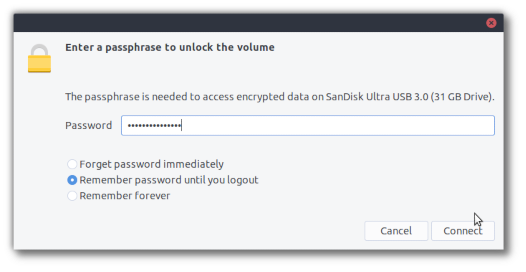 Enter a passphrase to unlock the volume
The passphrase is needed to access encrypted data on SanDisk Ultra USB 3.0 (31 GB Drive).
Password •••••••••••••••
Forget password immediately
Remember password until you logout
Remember forever
Cancel Connect